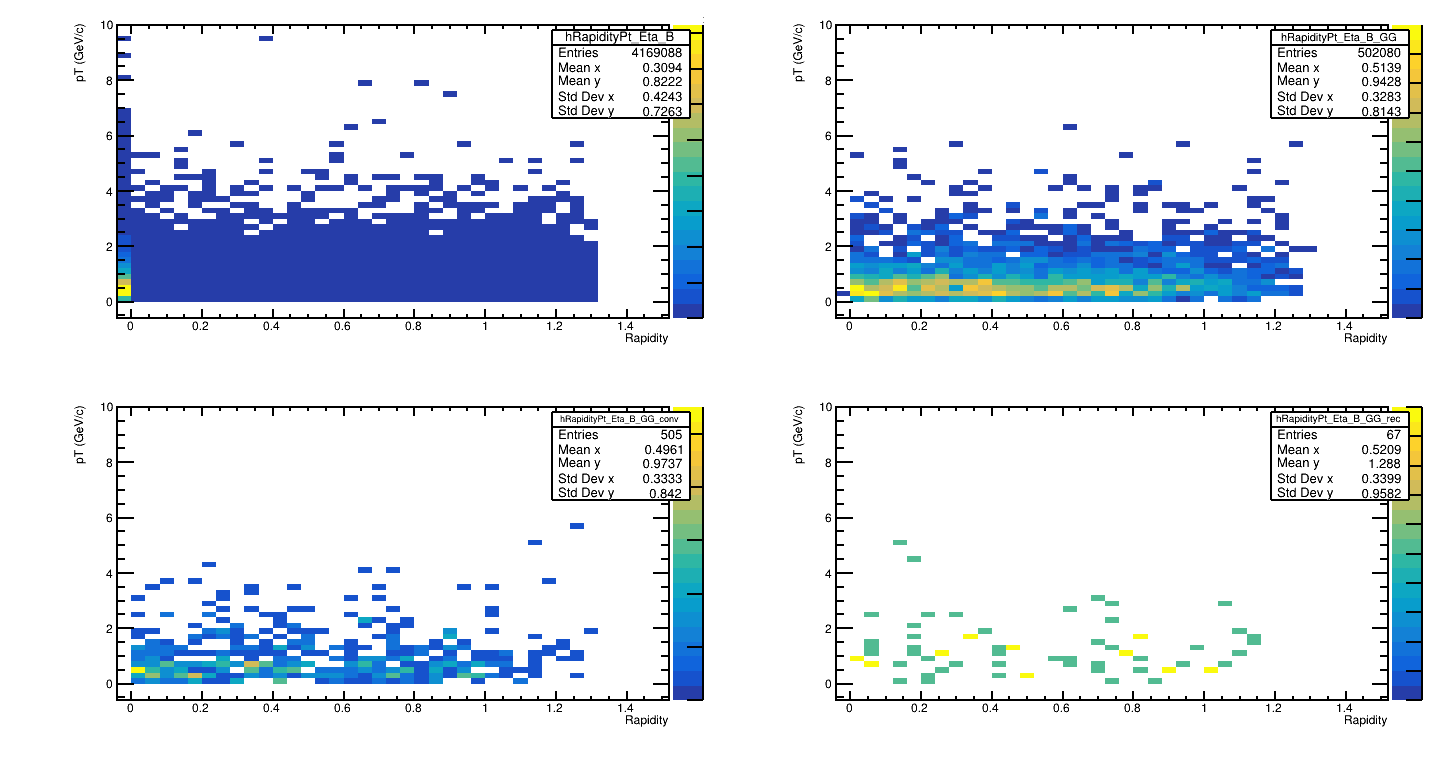 hRapidityPt_Eta_B
Entries 4169088
Mean x 0.3094
Mean y 0.8222
Std Dev x 0.4243
Std Dev y 0.7263
pT (GeV/c)
10
8
6
4
2
0
0 0.2 0.4 0.6 0.8 1 1.2 1.4
Rapidity
hRapidityPt_Eta_B_GG
Entries 502080
Mean x 0.5139
Mean y 0.9428
Std Dev x 0.3283
Std Dev y 0.8143
pT (GeV/c)
10
8
6
4
2
0
0 0.2 0.4 0.6 0.8 1 1.2 1.4
Rapidity
hRapidityPt_Eta_B_GG_conv
Entries 505
Mean x 0.4961
Mean y 0.9737
Std Dev x 0.3333
Std Dev y 0.842
pT (GeV/c)
10
8
6
4
2
0
0 0.2 0.4 0.6 0.8 1 1.2 1.4
Rapidity
hRapidityPt_Eta_B_GG_rec
Entries 67
Mean x 0.5209
Mean y 1.288
Std Dev x 0.3399
Std Dev y 0.9582
pT (GeV/c)
10
8
6
4
2
0
0 0.2 0.4 0.6 0.8 1 1.2 1.4
Rapidity